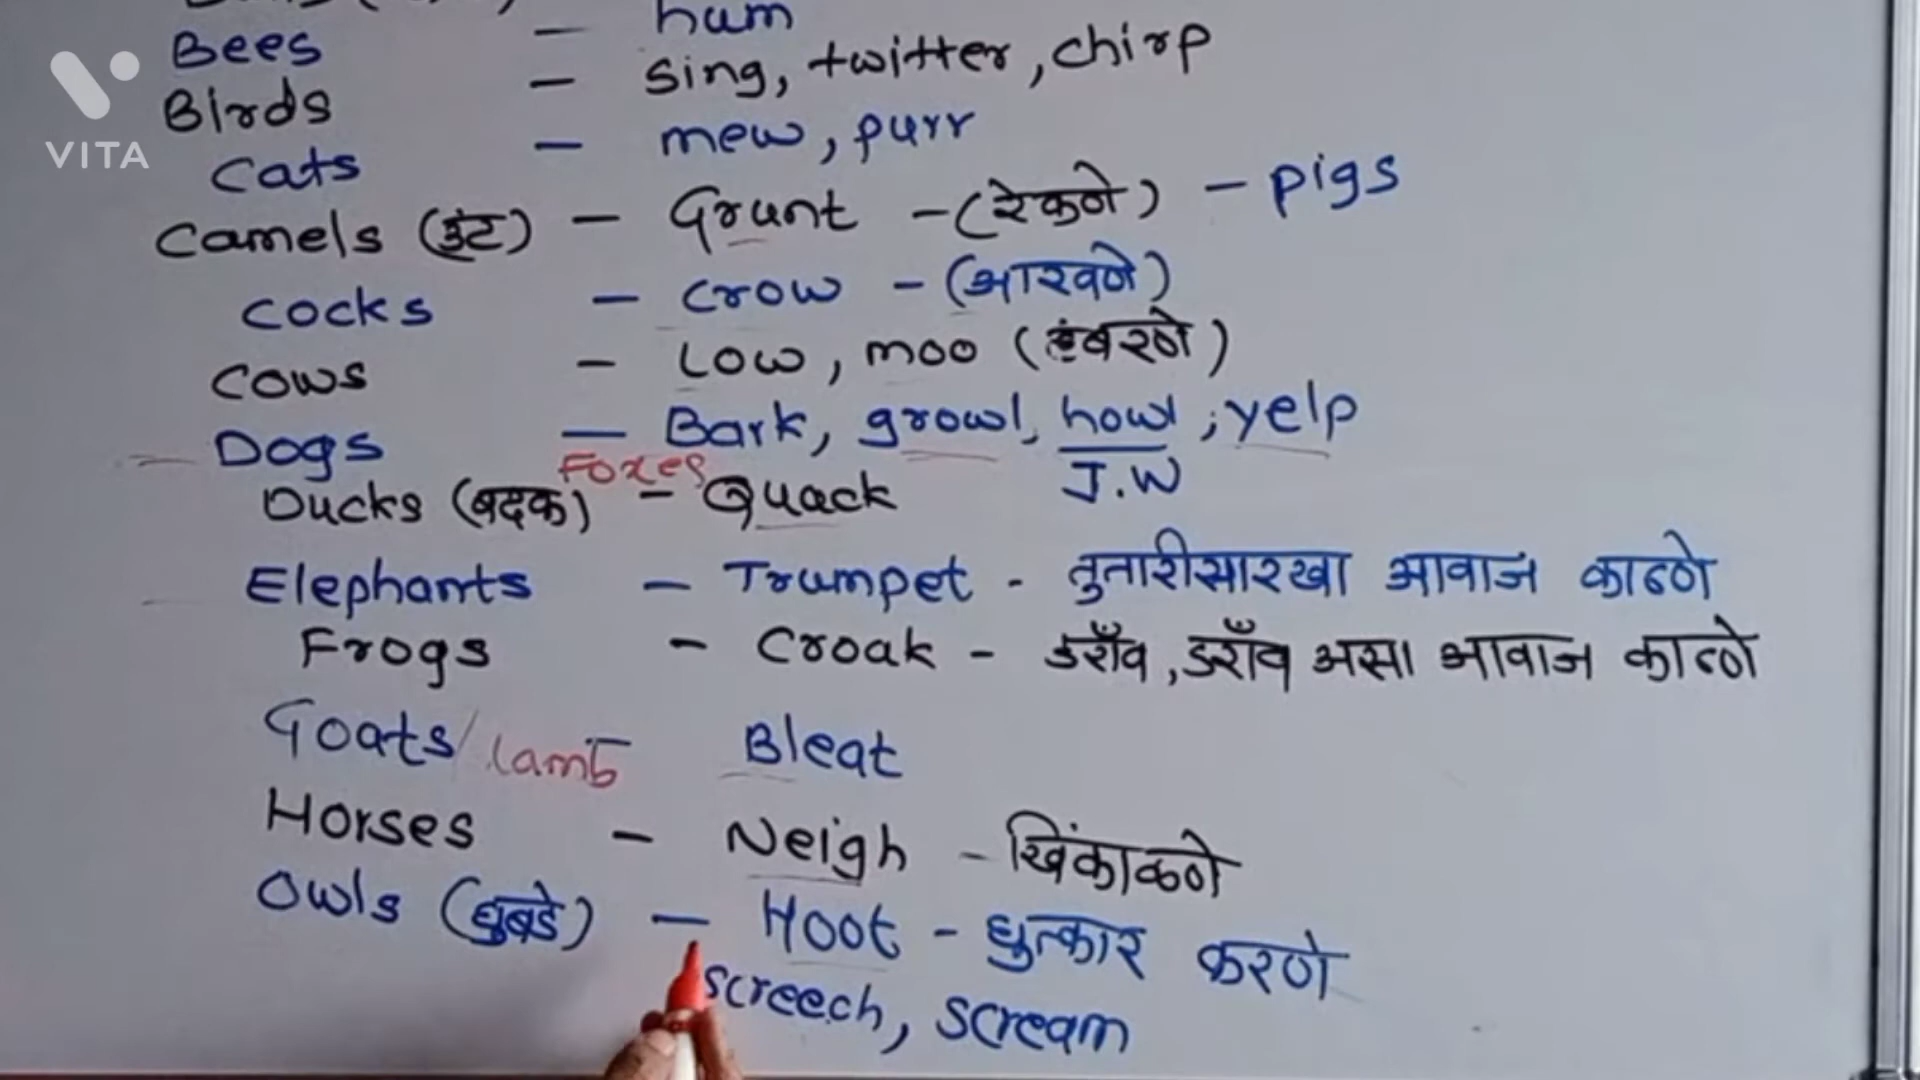 VITA
Bees — hum
Birds — sing, twitter, chirp
Cats — mew, purr
Camels (उंट) — Grunt - (रेकणे) - pigs
Cocks — Crow - (आरवणे)
Cows - Low, moo (हंबरणे)
Dogs — Bark, growl, howl, yelp
Foxes J.W
Ducks (बदक) - Quack
Elephants — Trumpet - तुतारीसारखा आवाज काढणे
Frogs - Croak - डराँव, डराँव असा आवाज काढणे
Goats/lamb - Bleat
Horses - Neigh - खिंकाळणे
Owls (घुबडे) — Hoot - घुत्कार करणे
screech, scream